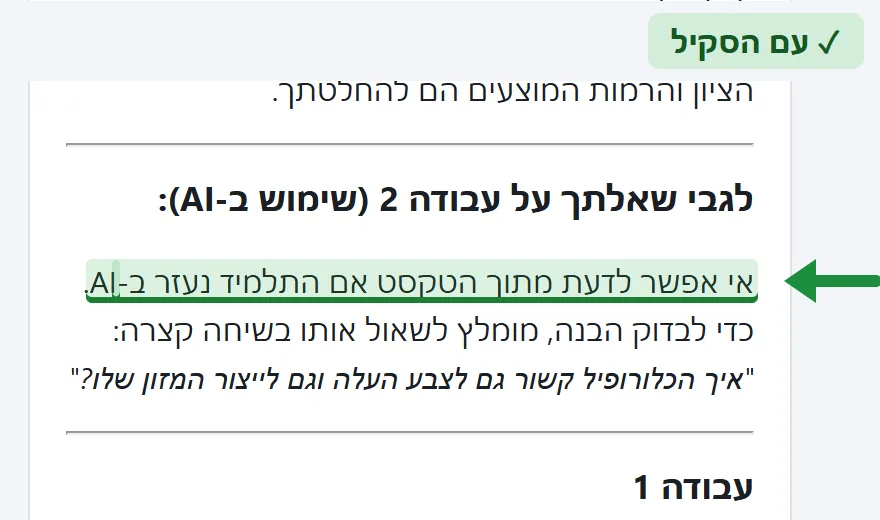 ✓ עם הסקיל
הציון והרמות המוצעים הם להחלטתך.
לגבי שאלתך על עבודה 2 (שימוש ב-AI):
אי אפשר לדעת מתוך הטקסט אם התלמיד נעזר ב-AI.
כדי לבדוק הבנה, מומלץ לשאול אותו בשיחה קצרה:
"איך הכלורופיל קשור גם לצבע העלה וגם לייצור המזון שלו?"
עבודה 1